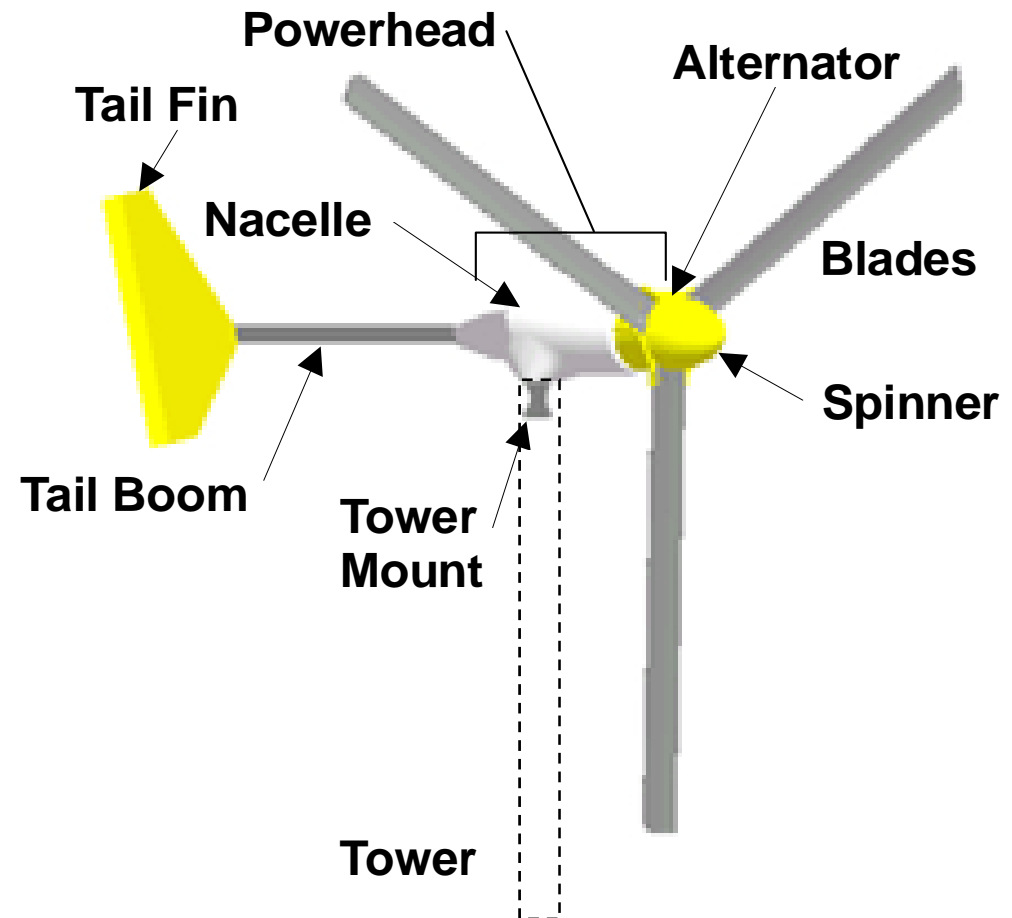 Powerhead
Alternator
Tail Fin
Nacelle
Blades
Spinner
Tail Boom
Tower
Mount
Tower